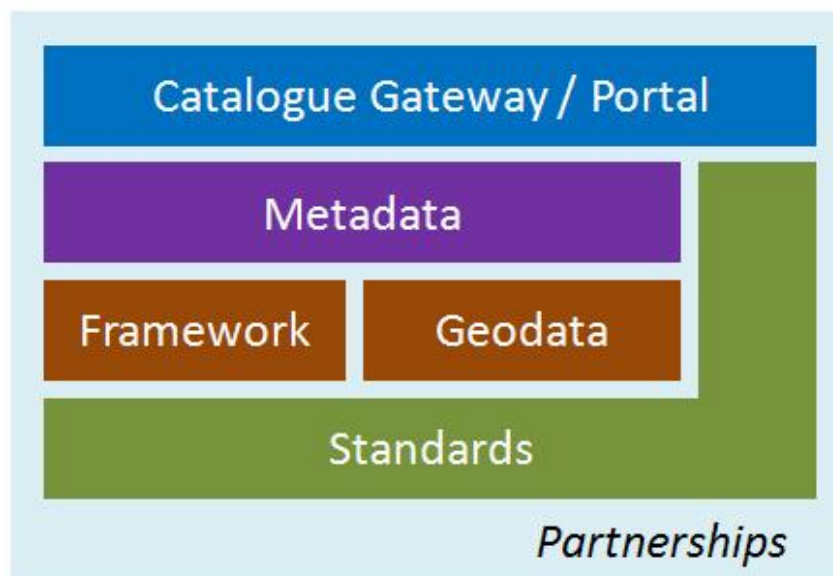 Catalogue Gateway / Portal
Metadata
Framework
Geodata
Standards
Partnerships